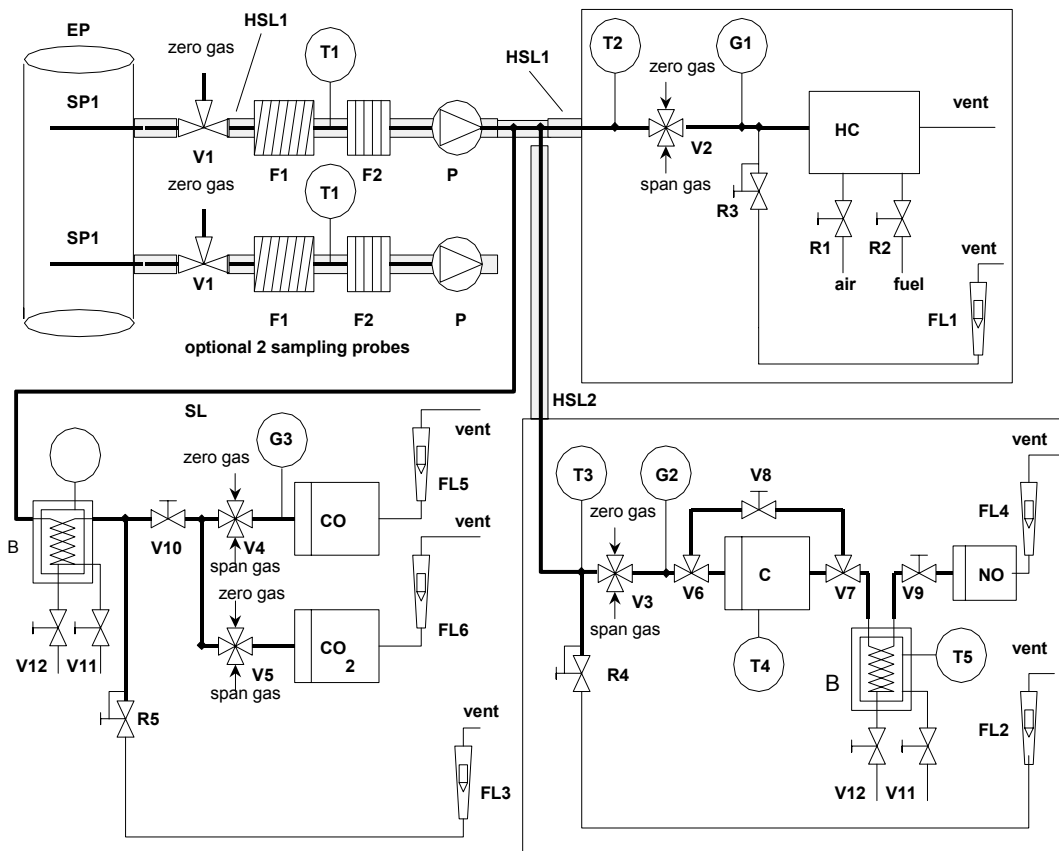 EP
HSL1
zero gas
T1
SP1
V1
F1
F2
P
HSL1
T2
zero gas
G1
V2
span gas
HC
vent
R3
R1
R2
air
fuel
vent
FL1
zero gas
T1
SP1
V1
F1
F2
P
optional 2 sampling probes
HSL2
SL
G3
zero gas
vent
FL5
CO
V10
V4
span gas
B
zero gas
vent
FL6
CO
2
V5
span gas
V12
V11
R5
vent
FL3
T3
G2
V8
vent
FL4
zero gas
V3
span gas
V6
C
V7
V9
NO
R4
T4
B
T5
vent
FL2
V12
V11